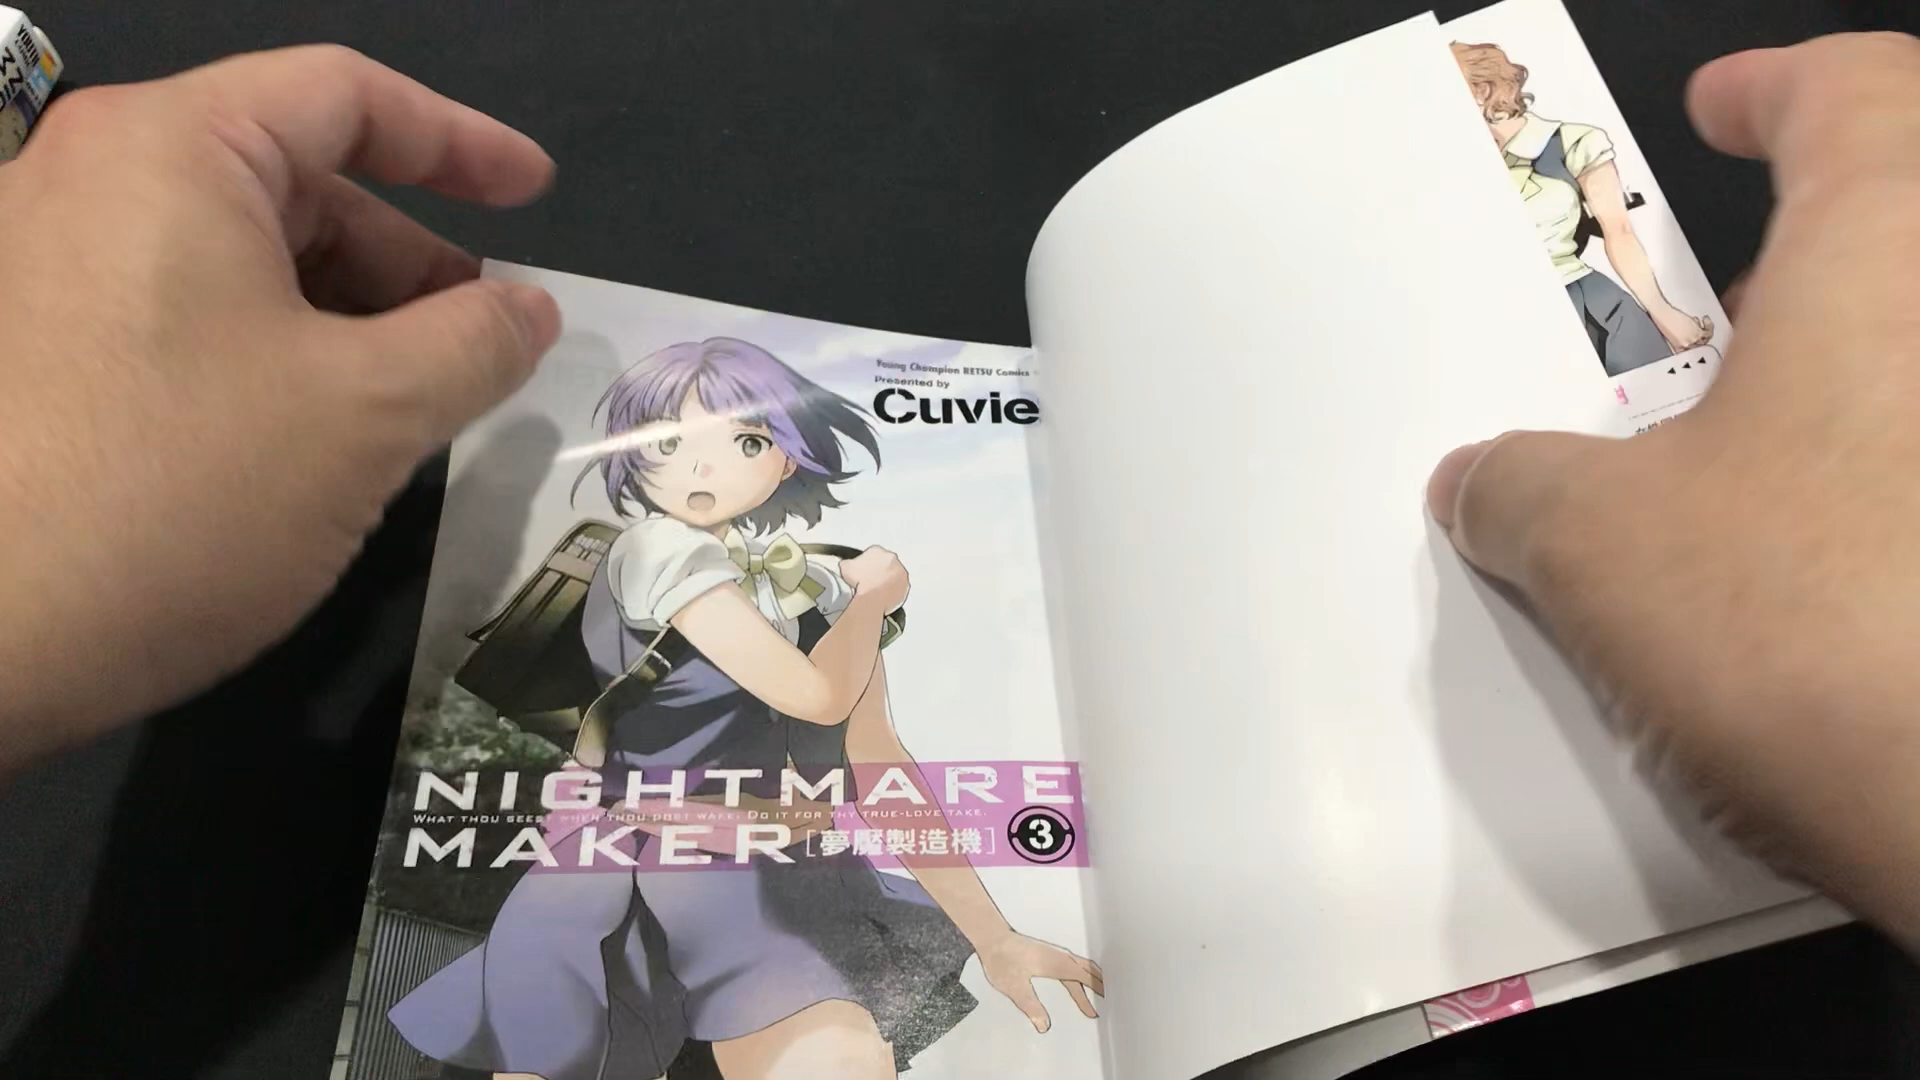 Young Champion RETSU Comics
Presented by
Cuvie
NIGHTMARE
WHAT THOU SEEST WHEN THOU DOST WAKE, DO IT FOR THY TRUE-LOVE TAKE.
MAKER [夢魘製造機] 3
YOUTH